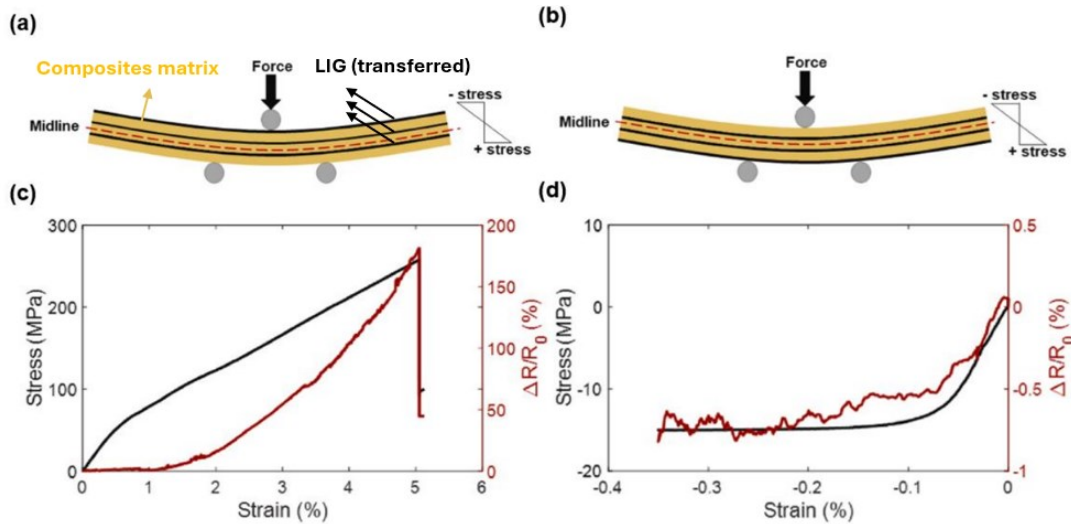 (a)
Composites matrix
Force
LIG (transferred)
- stress
Midline
+ stress
(b)
Force
- stress
Midline
+ stress
(c)
300
200
100
0
Stress (MPa)
0 1 2 3 4 5 6
Strain (%)
200
150
100
50
0
ΔR/R₀ (%)
(d)
10
0
-10
-20
Stress (MPa)
-0.4 -0.3 -0.2 -0.1 0
Strain (%)
0.5
0
-0.5
-1
ΔR/R₀ (%)